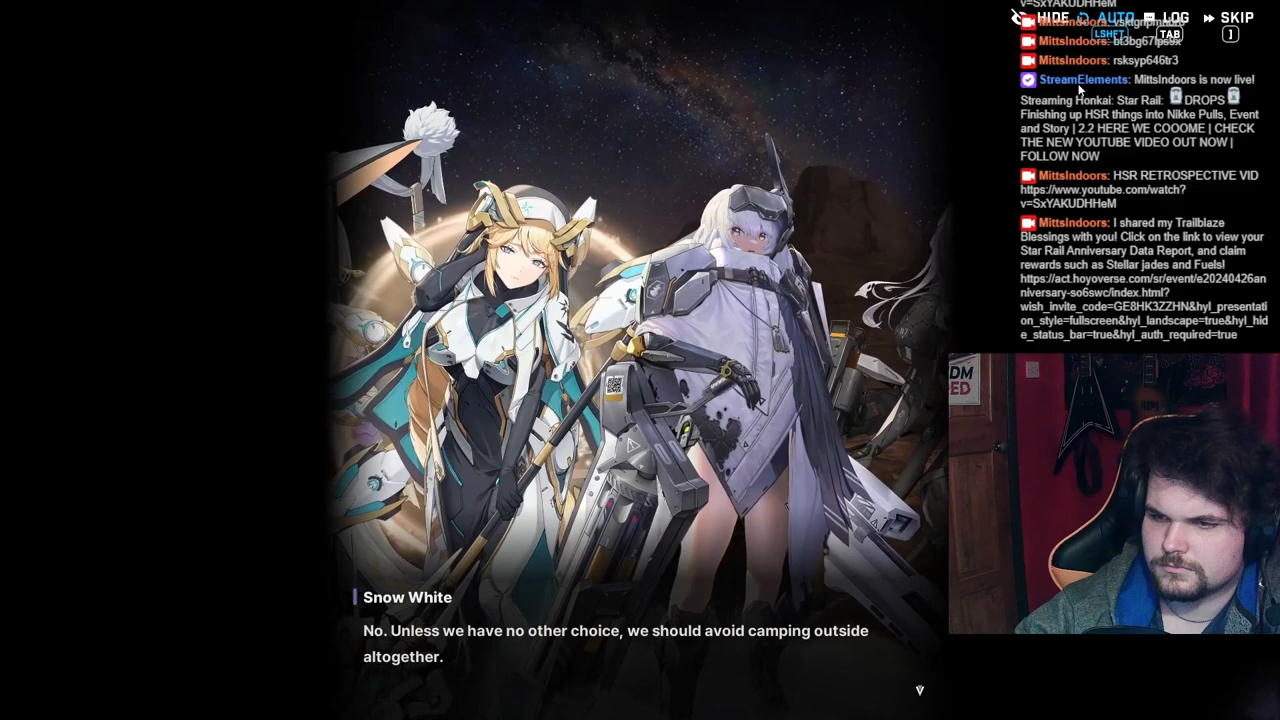 v=SxYAKUDHHeM
HIDE
AUTO
LOG
SKIP
LSHFT
TAB
]
MittsIndoors:
MittsIndoors: bl3bg67lps9x
MittsIndoors: rsksyp646tr3
StreamElements: MittsIndoors is now live!
Streaming Honkai: Star Rail: DROPS
Finishing up HSR things into Nikke Pulls, Event
and Story | 2.2 HERE WE COOOME | CHECK
THE NEW YOUTUBE VIDEO OUT NOW |
FOLLOW NOW
MittsIndoors: HSR RETROSPECTIVE VID
https://www.youtube.com/watch?
v=SxYAKUDHHeM
MittsIndoors: I shared my Trailblaze
Blessings with you! Click on the link to view your
Star Rail Anniversary Data Report, and claim
rewards such as Stellar jades and Fuels!
https://act.hoyoverse.com/sr/event/e20240426an
niversary-so6swc/index.html?
wish_invite_code=GE8HK3ZZHN&hyl_presentati
on_style=fullscreen&hyl_landscape=true&hyl_hid
e_status_bar=true&hyl_auth_required=true
Snow White
No. Unless we have no other choice, we should avoid camping outside
altogether.